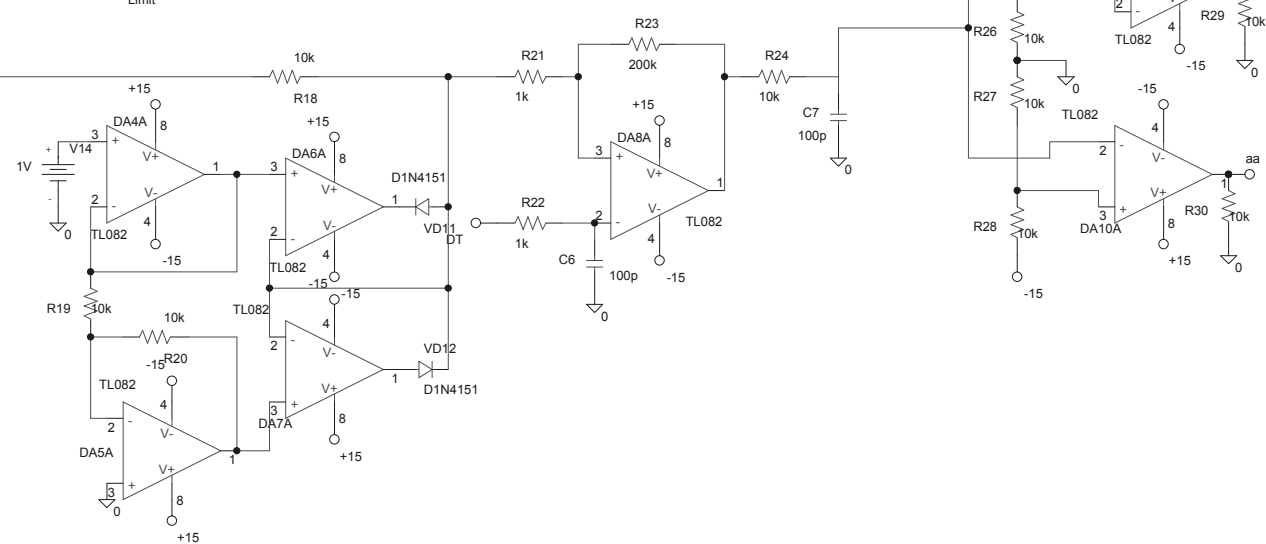 Limit
10k
R18
R21
1k
R23
200k
R24
10k
C7
100p
0
R26
10k
R27
10k
0
R28
10k
-15
2
4
TL082
-15
R29
10k
0
+15
DA4A
8
3
+
V+
V14
+
1V
-
0
1
2
-
V-
4
TL082
-15
+15
DA6A
8
3
+
V+
1
D1N4151
VD11
2
-
V-
4
TL082
-15
DT
R22
1k
C6
100p
0
+15
DA8A
8
3
+
V+
1
2
-
V-
4
TL082
-15
TL082
-15
4
2
-
V-
V+
1
3
+
DA10A
8
+15
aa
R30
10k
0
R19
10k
10k
R20
TL082
-15
4
2
-
V-
V+
1
3
+
DA7A
8
+15
VD12
D1N4151
-15
TL082
4
2
-
V-
DA5A
V+
1
3
+
0
8
+15